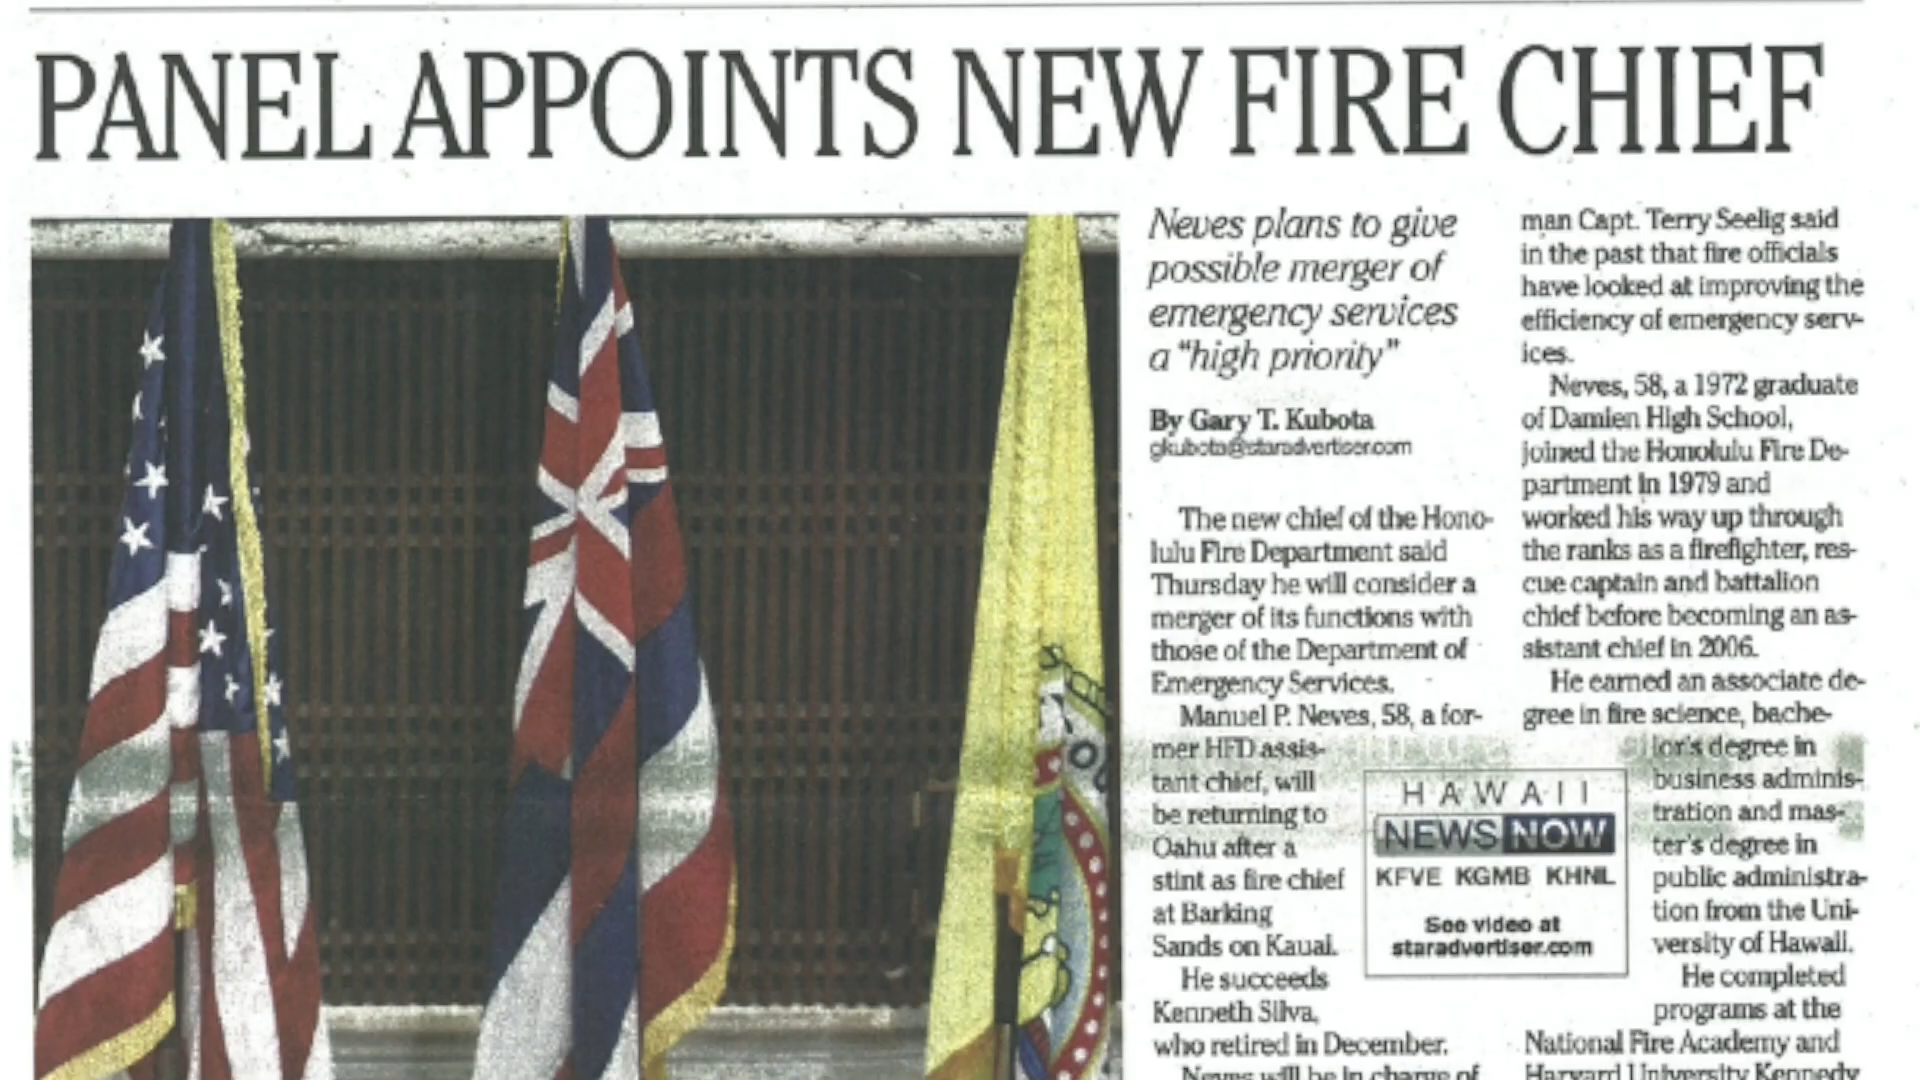 PANEL APPOINTS NEW FIRE CHIEF
Neves plans to give
possible merger of
emergency services
a "high priority"
By Gary T. Kubota
gkubota@staradvertiser.com
The new chief of the Hono-
lulu Fire Department said
Thursday he will consider a
merger of its functions with
those of the Department of
Emergency Services.
Manuel P. Neves, 58, a for-
mer HFD assis-
tant chief, will
be returning to
Oahu after a
stint as fire chief
at Barking
Sands on Kauai.
He succeeds
Kenneth Silva,
who retired in December.
Neves will be in charge of
HAWAII
NEWS NOW
KFVE KGMB KHNL
See video at
staradvertiser.com
man Capt. Terry Seelig said
in the past that fire officials
have looked at improving the
efficiency of emergency serv-
ices.
Neves, 58, a 1972 graduate
of Damien High School,
joined the Honolulu Fire De-
partment in 1979 and
worked his way up through
the ranks as a firefighter, res-
cue captain and battalion
chief before becoming an as-
sistant chief in 2006.
He earned an associate de-
gree in fire science, bache-
lor's degree in
business adminis-
tration and mas-
ter's degree in
public administra-
tion from the Uni-
versity of Hawaii.
He completed
programs at the
National Fire Academy and
Harvard University Kennedy